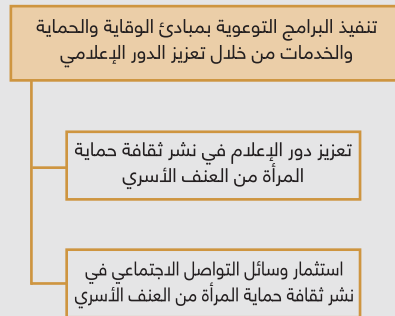 تنفيذ البرامج التوعوية بمبادئ الوقاية والحماية
والخدمات من خلال تعزيز الدور الإعلامي
تعزيز دور الإعلام في نشر ثقافة حماية
المرأة من العنف الأسري
استثمار وسائل التواصل الاجتماعي في
نشر ثقافة حماية المرأة من العنف الأسري